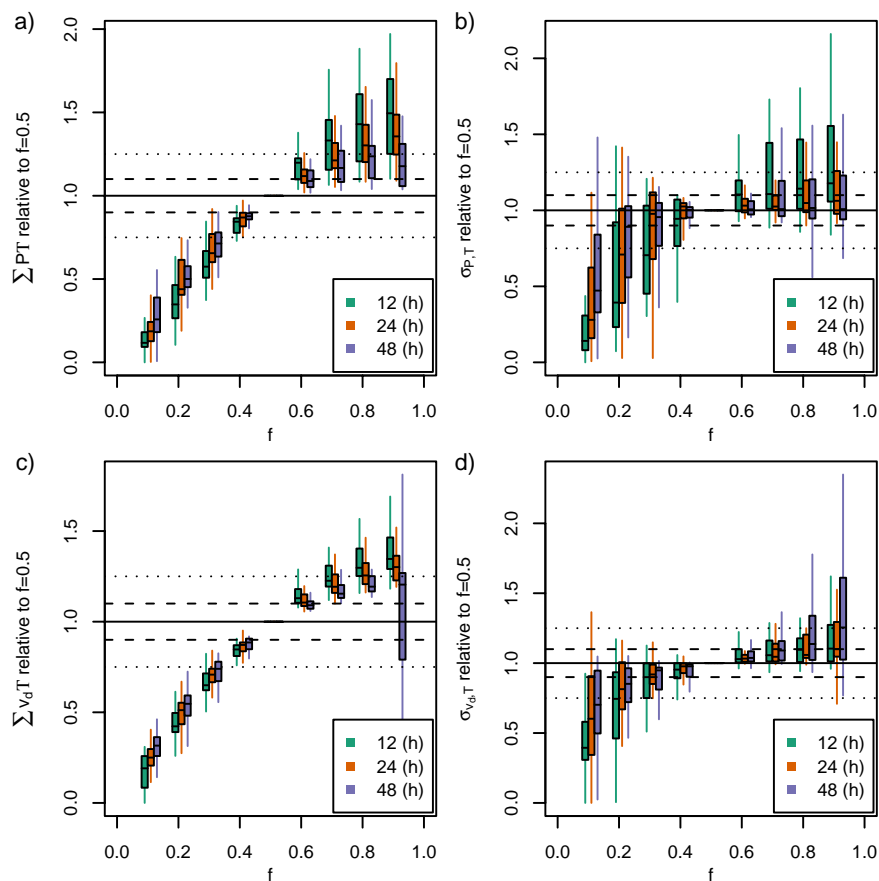 a)
∑ PT relative to f=0.5
0.0 0.5 1.0 1.5 2.0
12 (h)
24 (h)
48 (h)
0.0 0.2 0.4 0.6 0.8 1.0
f
b)
σP,T relative to f=0.5
0.0 0.5 1.0 1.5 2.0
12 (h)
24 (h)
48 (h)
0.0 0.2 0.4 0.6 0.8 1.0
f
c)
∑ vdT relative to f=0.5
0.0 0.5 1.0 1.5
12 (h)
24 (h)
48 (h)
0.0 0.2 0.4 0.6 0.8 1.0
f
d)
σvd,T relative to f=0.5
0.0 0.5 1.0 1.5 2.0
12 (h)
24 (h)
48 (h)
0.0 0.2 0.4 0.6 0.8 1.0
f